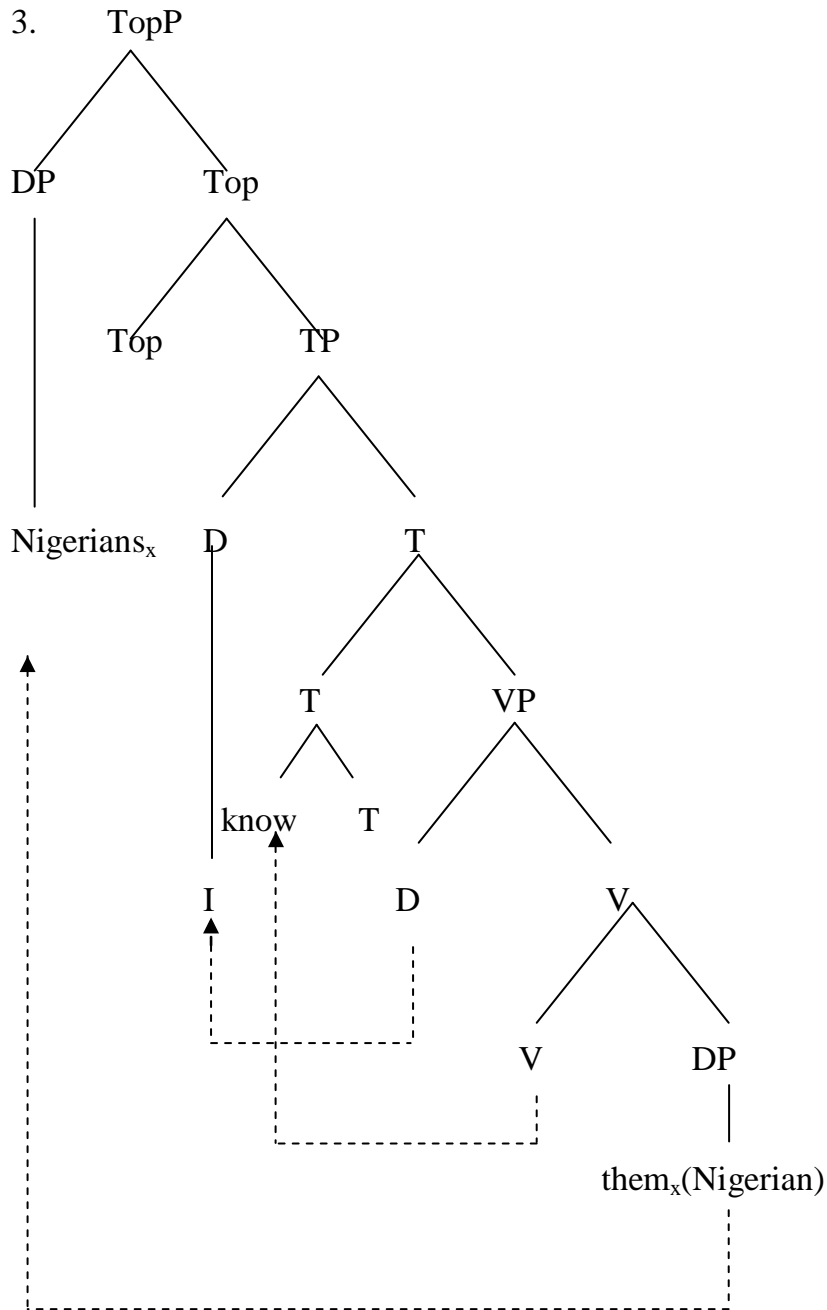 3. TopP
DP Top
Top TP
Nigeriansₓ D T
T VP
know T
I D V
V DP
themₓ(Nigerian)